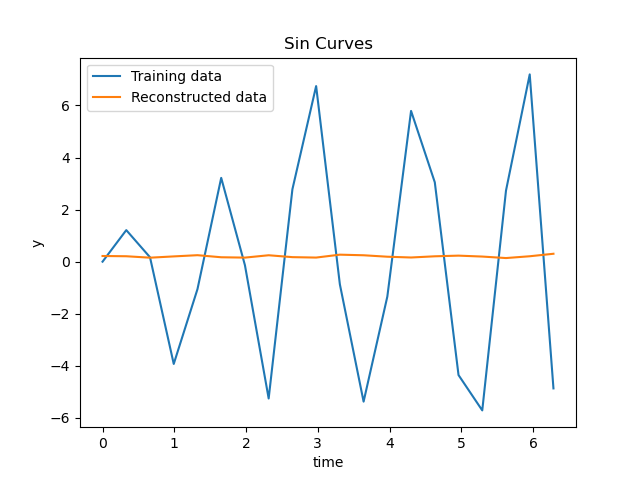 Sin Curves
Training data
Reconstructed data
6
4
2
0
−2
−4
−6
y
0 1 2 3 4 5 6
time